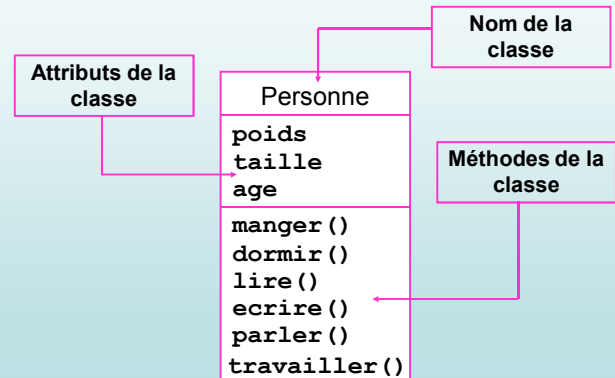 Nom de la
classe
Attributs de la
classe
Personne
poids
taille
age
Méthodes de la
classe
manger()
dormir()
lire()
ecrire()
parler()
travailler()